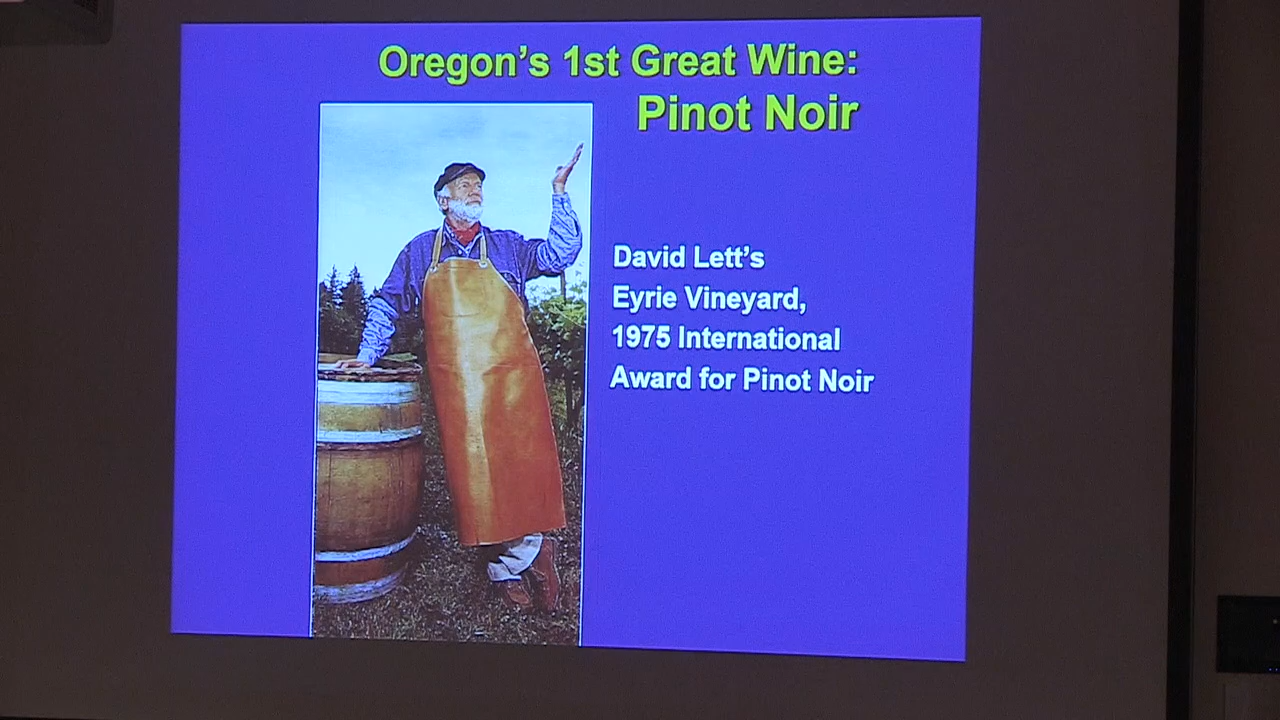 Oregon's 1st Great Wine:
Pinot Noir
David Lett's
Eyrie Vineyard,
1975 International
Award for Pinot Noir